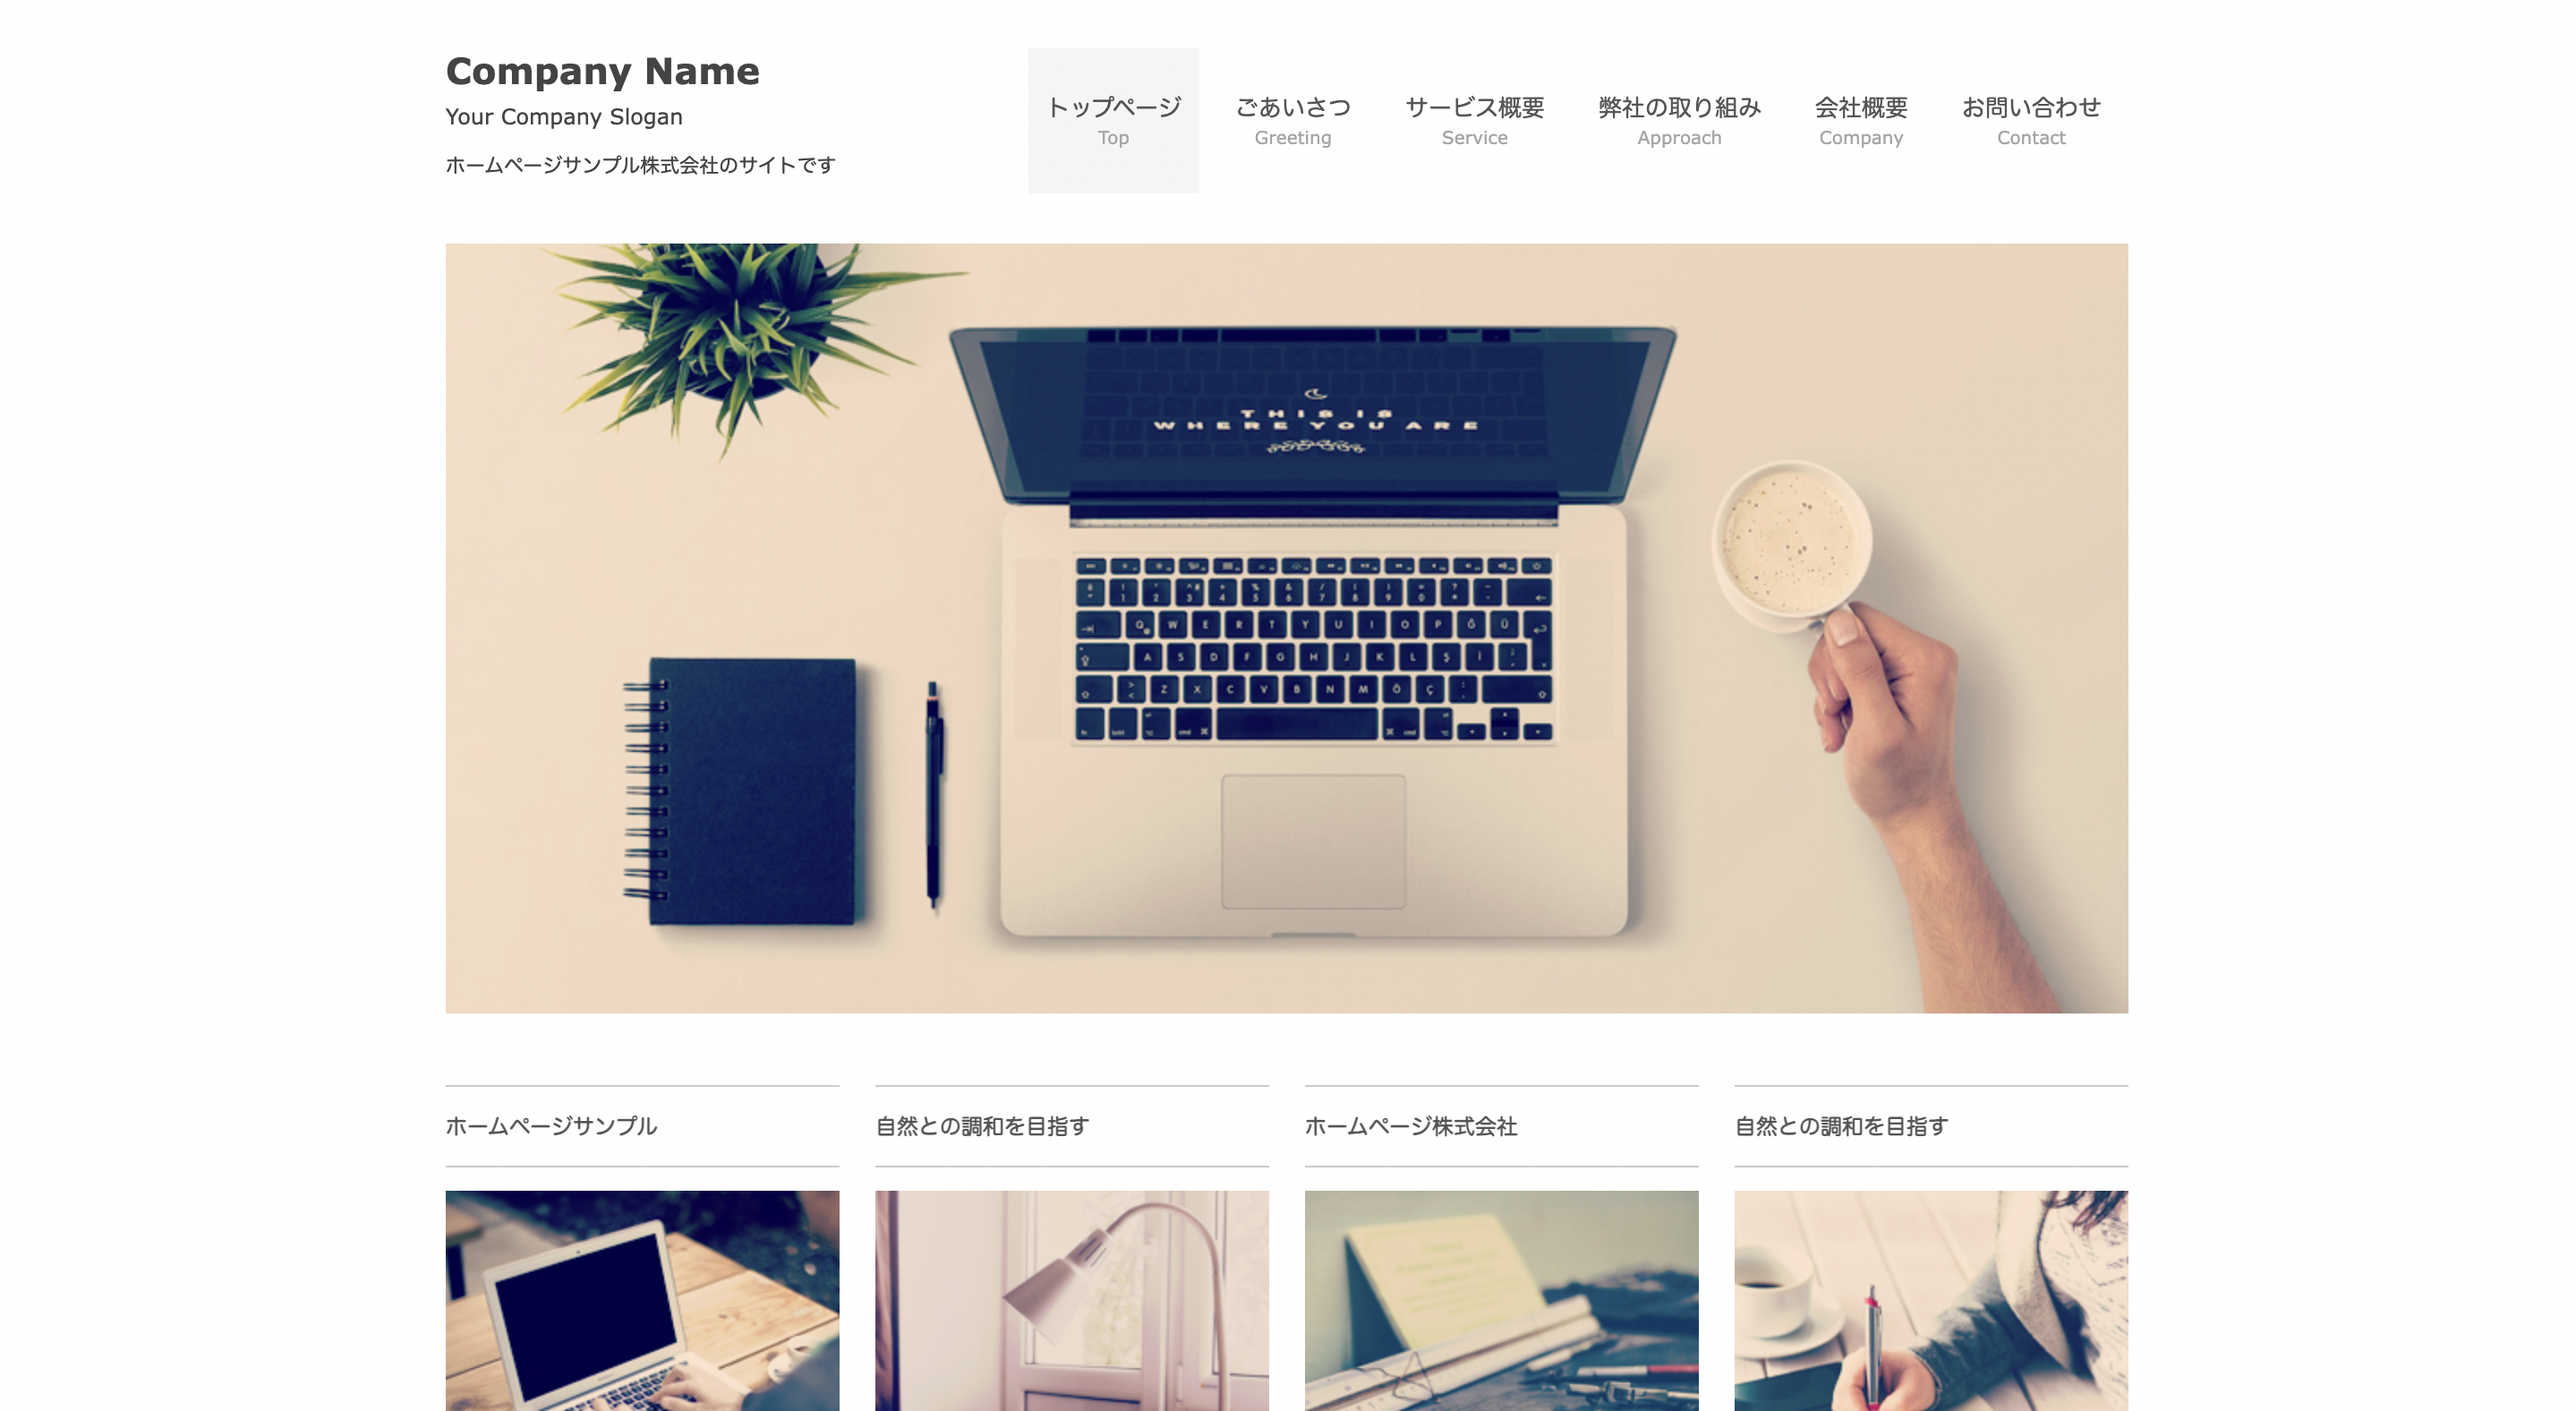 Company Name
Your Company Slogan
ホームページサンプル株式会社のサイトです
トップページ
Top
ごあいさつ
Greeting
サービス概要
Service
弊社の取り組み
Approach
会社概要
Company
お問い合わせ
Contact
THIS IS
WHERE YOU ARE
ホームページサンプル
自然との調和を目指す
ホームページ株式会社
自然との調和を目指す